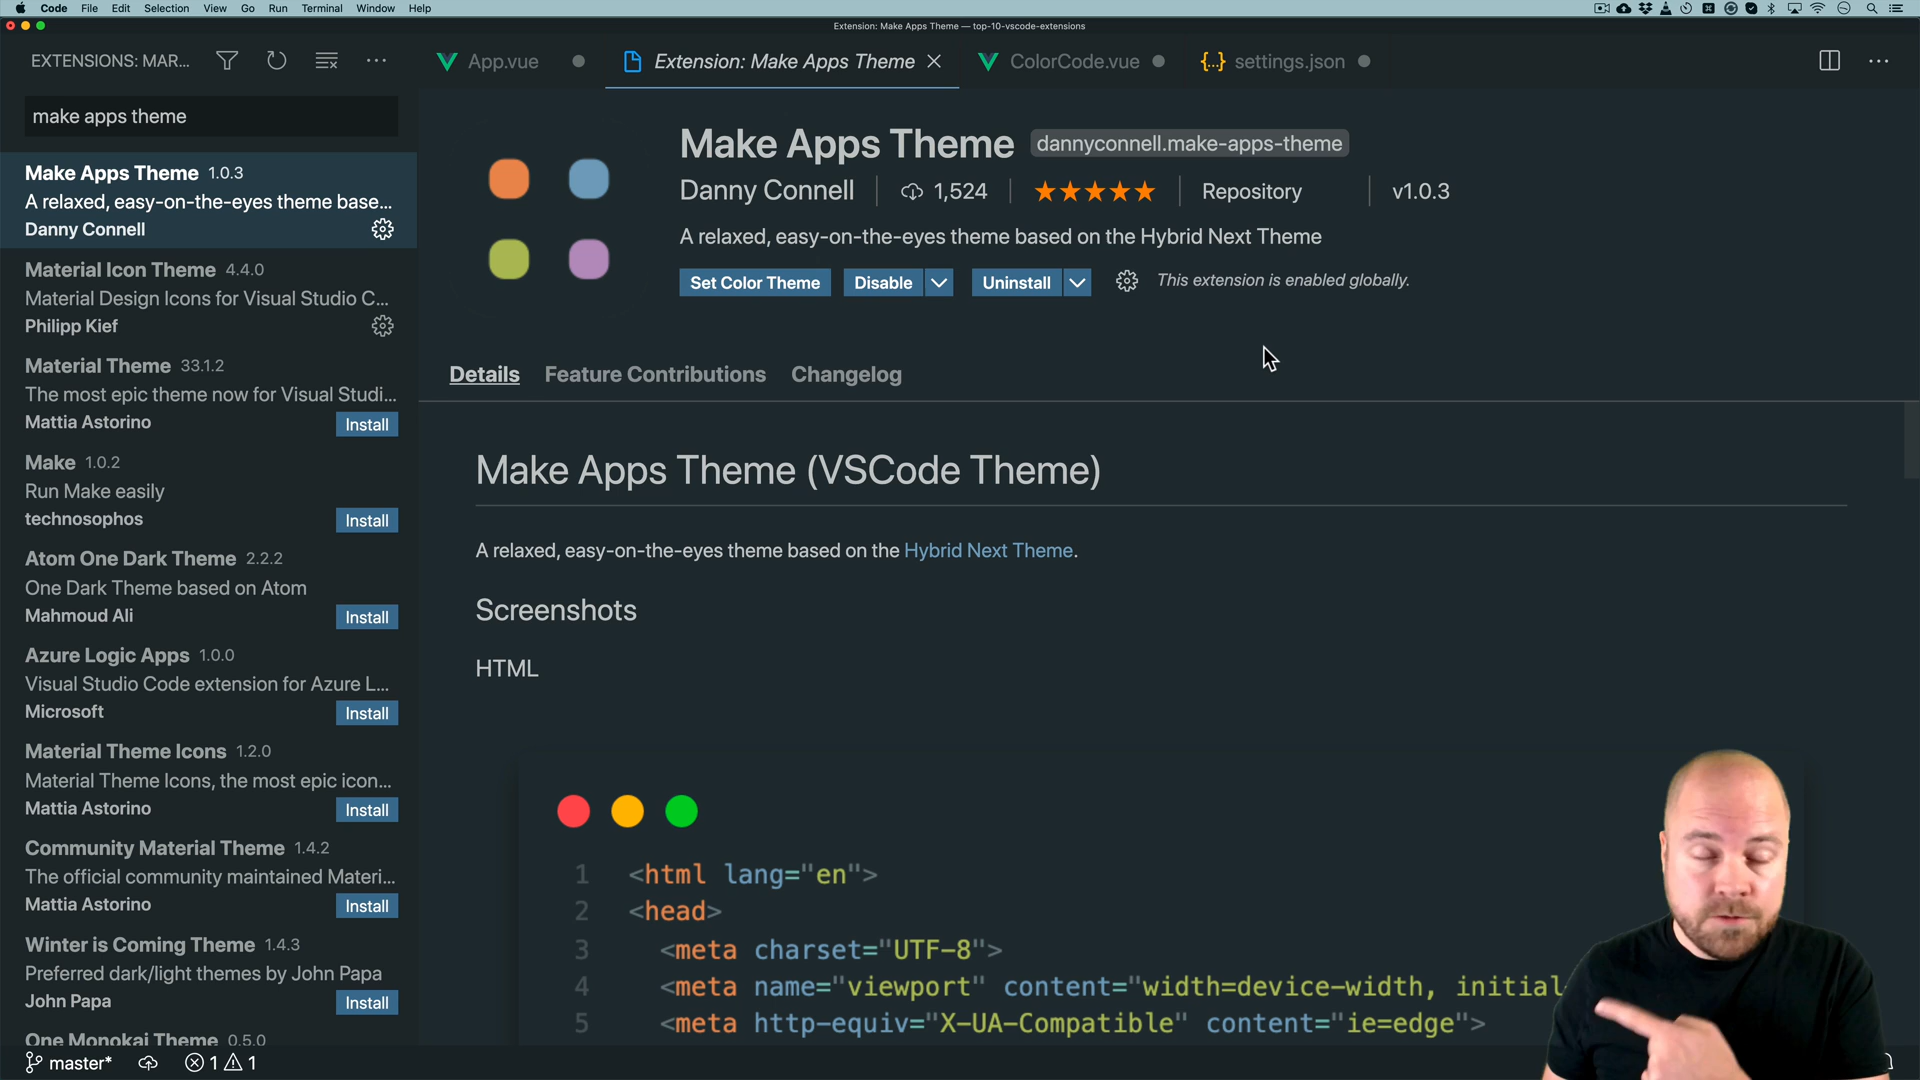 Code File Edit Selection View Go Run Terminal Window Help
Extension: Make Apps Theme — top-10-vscode-extensions
EXTENSIONS: MAR...
App.vue
Extension: Make Apps Theme
ColorCode.vue
{..} settings.json
make apps theme
Make Apps Theme 1.0.3
A relaxed, easy-on-the-eyes theme base...
Danny Connell
Material Icon Theme 4.4.0
Material Design Icons for Visual Studio C...
Philipp Kief
Material Theme 33.1.2
The most epic theme now for Visual Studi...
Mattia Astorino
Install
Make 1.0.2
Run Make easily
technosophos
Install
Atom One Dark Theme 2.2.2
One Dark Theme based on Atom
Mahmoud Ali
Install
Azure Logic Apps 1.0.0
Visual Studio Code extension for Azure L...
Microsoft
Install
Material Theme Icons 1.2.0
Material Theme Icons, the most epic icon...
Mattia Astorino
Install
Community Material Theme 1.4.2
The official community maintained Materi...
Mattia Astorino
Install
Winter is Coming Theme 1.4.3
Preferred dark/light themes by John Papa
John Papa
Install
One Monokai Theme 0.5.0
master*
1 1
Make Apps Theme dannyconnell.make-apps-theme
Danny Connell 1,524 ★★★★★ Repository v1.0.3
A relaxed, easy-on-the-eyes theme based on the Hybrid Next Theme
Set Color Theme Disable Uninstall This extension is enabled globally.
Details Feature Contributions Changelog
Make Apps Theme (VSCode Theme)
A relaxed, easy-on-the-eyes theme based on the Hybrid Next Theme.
Screenshots
HTML
1 <html lang="en">
2 <head>
3 <meta charset="UTF-8">
4 <meta name="viewport" content="width=device-width, initial-
5 <meta http-equiv="X-UA-Compatible" content="ie=edge">